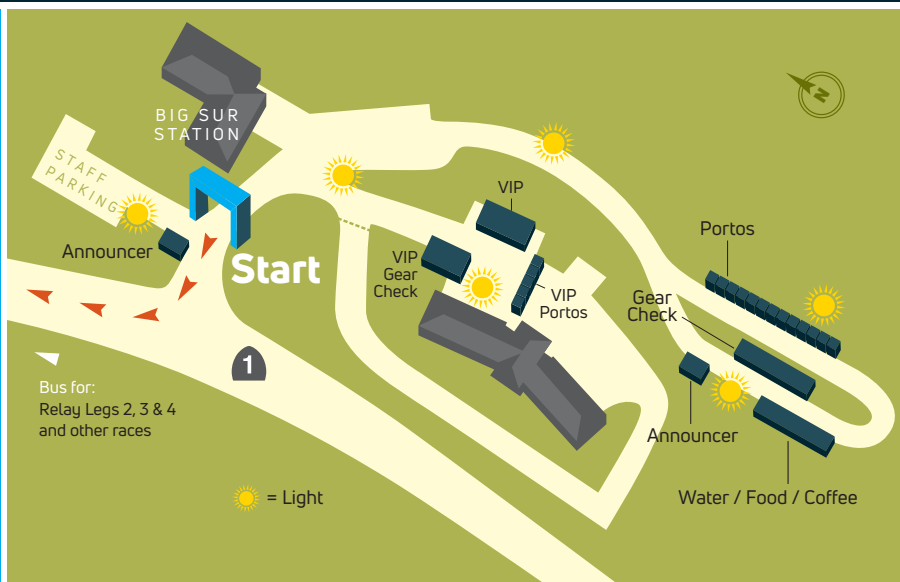 BIG SUR
STATION
N
STAFF
PARKING
VIP
Announcer
Start
VIP
Gear
Check
VIP
Portos
Portos
Gear
Check
1
Bus for:
Relay Legs 2, 3 & 4
and other races
Announcer
= Light
Water / Food / Coffee